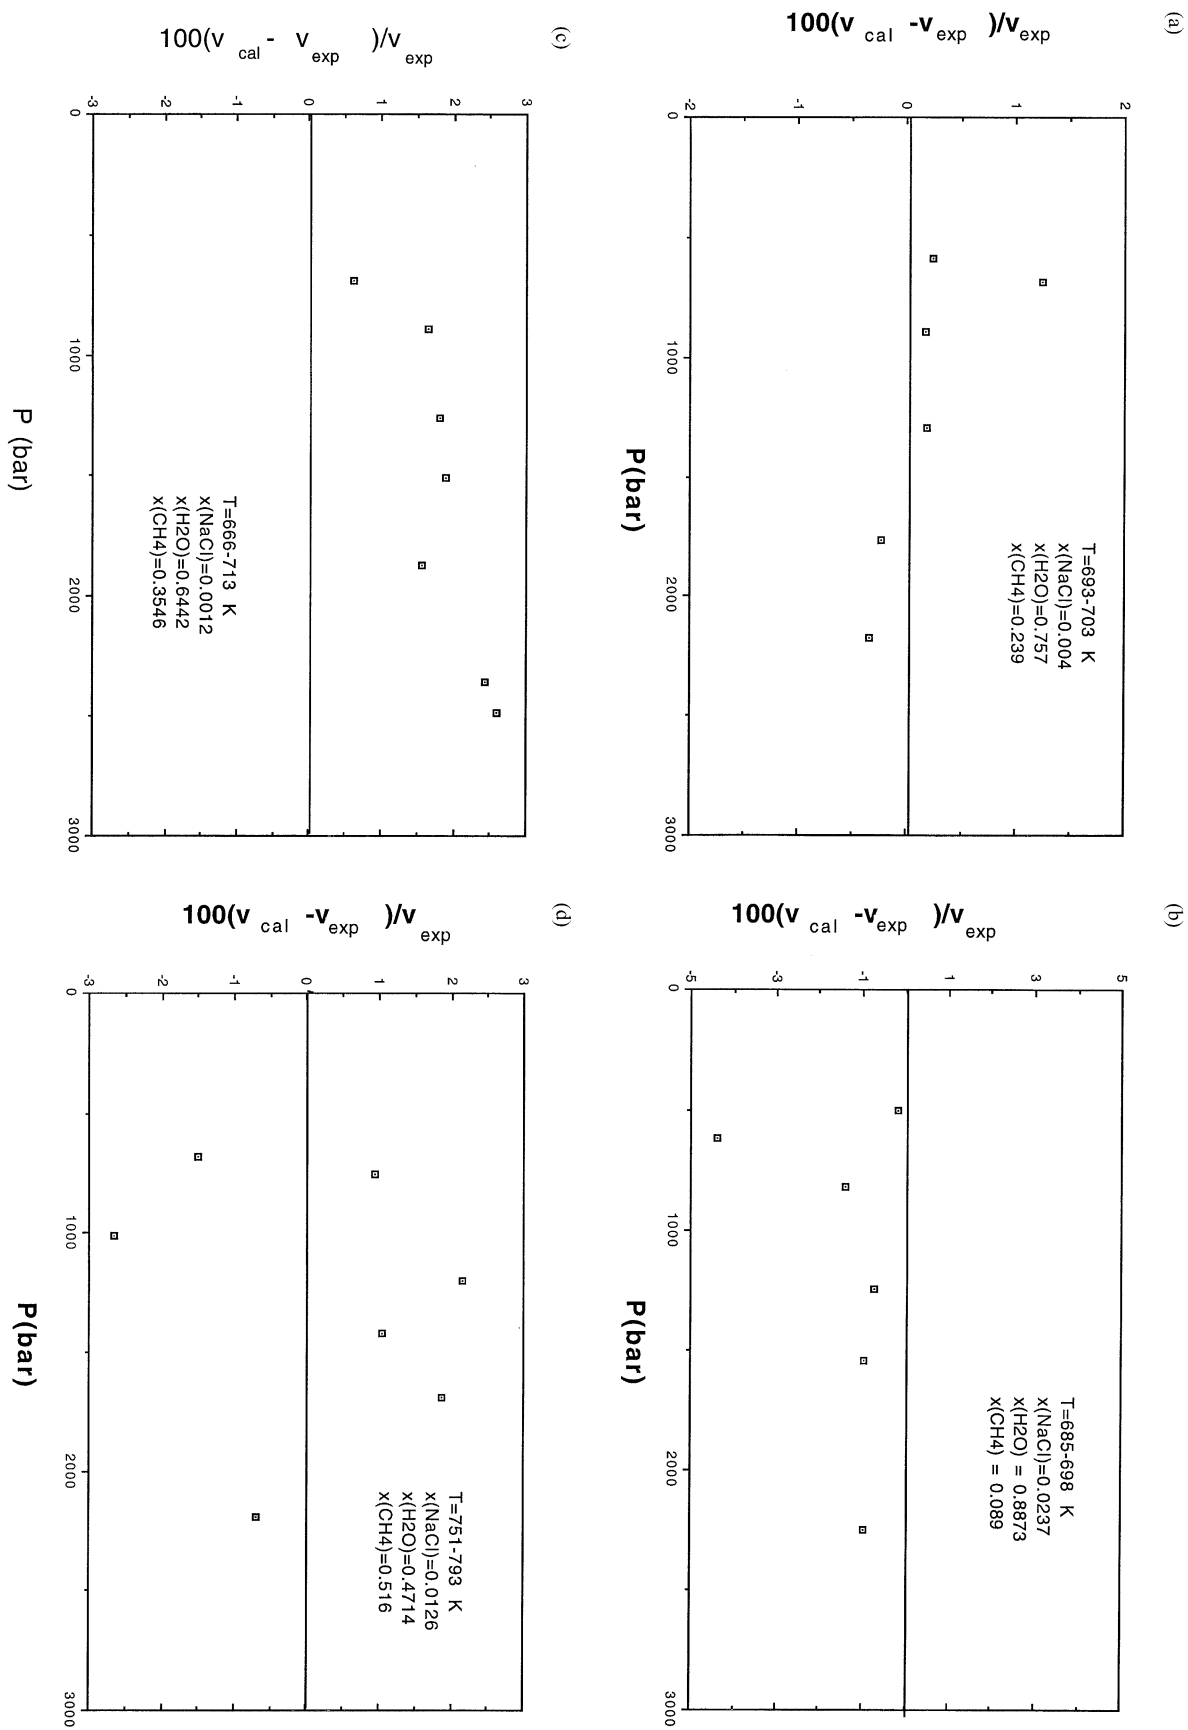 (a)
100(v cal -vexp )/vexp
2
1
0
-1
-2
0
1000
2000
3000
P(bar)
T=693-703 K
x(NaCl)=0.004
x(H2O)=0.757
x(CH4)=0.239
(b)
100(v cal -vexp )/vexp
5
3
1
-1
-3
-5
0
1000
2000
3000
P(bar)
T=685-698 K
x(NaCl)=0.0237
x(H2O) = 0.8873
x(CH4) = 0.089
(c)
100(v cal - v exp )/v exp
3
2
1
0
-1
-2
-3
0
1000
2000
3000
P (bar)
T=666-713 K
x(NaCl)=0.0012
x(H2O)=0.6442
x(CH4)=0.3546
(d)
100(v cal -vexp )/v exp
3
2
1
0
-1
-2
-3
0
1000
2000
3000
P(bar)
T=751-793 K
x(NaCl)=0.0126
x(H2O)=0.4714
x(CH4)=0.516